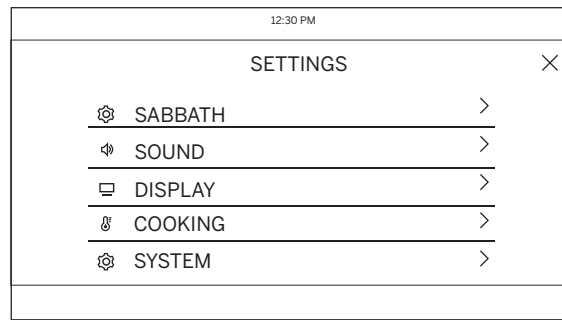 12:30 PM
SETTINGS
SABBATH
SOUND
DISPLAY
COOKING
SYSTEM